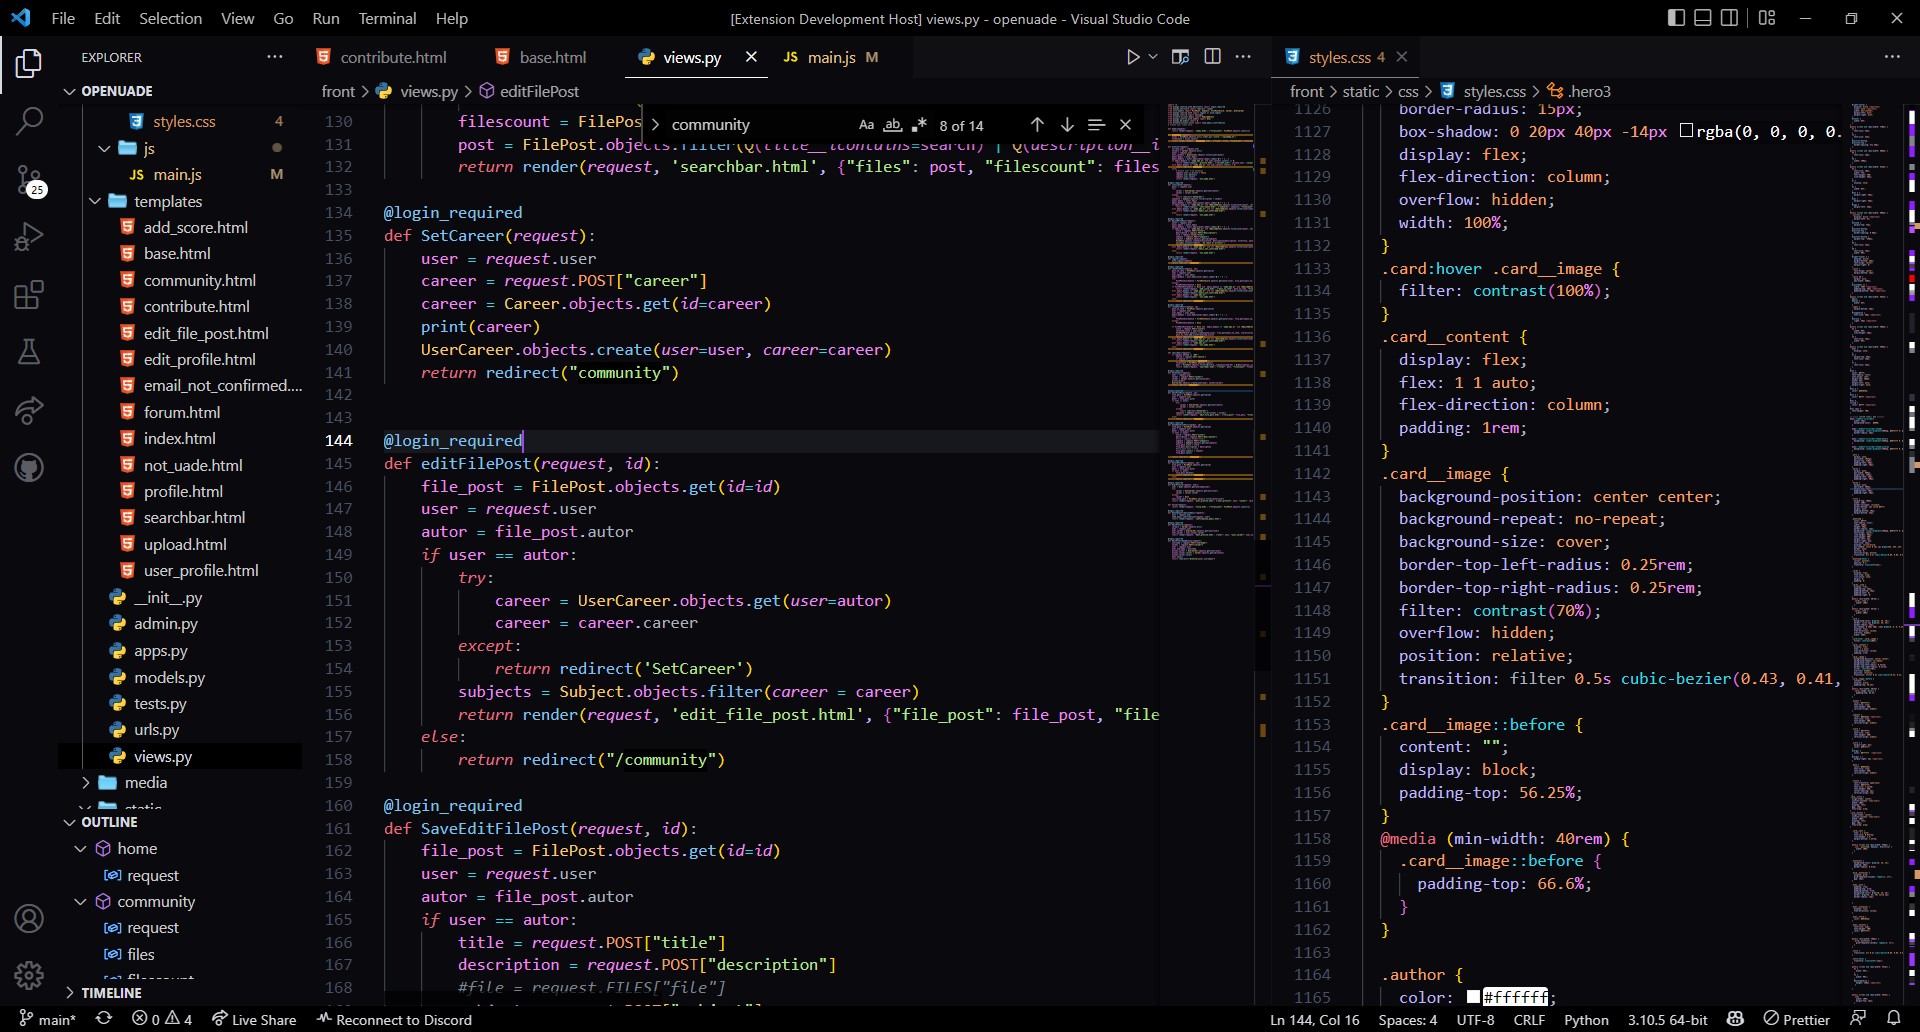 File Edit Selection View Go Run Terminal Help
[Extension Development Host] views.py - openuade - Visual Studio Code
EXPLORER
contribute.html base.html views.py JS main.js M
styles.css 4
OPENUADE
front > views.py > editFilePost
front > static > css > styles.css > .hero3
styles.css 4
js
JS main.js M
templates
add_score.html
base.html
community.html
contribute.html
edit_file_post.html
edit_profile.html
email_not_confirmed....
forum.html
index.html
not_uade.html
profile.html
searchbar.html
upload.html
user_profile.html
__init__.py
admin.py
apps.py
models.py
tests.py
urls.py
views.py
media
static
OUTLINE
home
request
community
request
files
TIMELINE
25
community Aa ab 8 of 14
130 filescount = FilePos
131 post = FilePost.objects.filter(Q(title__icontains=search) | Q(description__i
132 return render(request, 'searchbar.html', {"files": post, "filescount": files
133
134 @login_required
135 def SetCareer(request):
136 user = request.user
137 career = request.POST["career"]
138 career = Career.objects.get(id=career)
139 print(career)
140 UserCareer.objects.create(user=user, career=career)
141 return redirect("community")
142
143
144 @login_required
145 def editFilePost(request, id):
146 file_post = FilePost.objects.get(id=id)
147 user = request.user
148 autor = file_post.autor
149 if user == autor:
150 try:
151 career = UserCareer.objects.get(user=autor)
152 career = career.career
153 except:
154 return redirect('SetCareer')
155 subjects = Subject.objects.filter(career = career)
156 return render(request, 'edit_file_post.html', {"file_post": file_post, "file
157 else:
158 return redirect("/community")
159
160 @login_required
161 def SaveEditFilePost(request, id):
162 file_post = FilePost.objects.get(id=id)
163 user = request.user
164 autor = file_post.autor
165 if user == autor:
166 title = request.POST["title"]
167 description = request.POST["description"]
168 #file = request.FILES["file"]
1126 border-radius: 15px;
1127 box-shadow: 0 20px 40px -14px rgba(0, 0, 0, 0.
1128 display: flex;
1129 flex-direction: column;
1130 overflow: hidden;
1131 width: 100%;
1132 }
1133 .card:hover .card__image {
1134 filter: contrast(100%);
1135 }
1136 .card__content {
1137 display: flex;
1138 flex: 1 1 auto;
1139 flex-direction: column;
1140 padding: 1rem;
1141 }
1142 .card__image {
1143 background-position: center center;
1144 background-repeat: no-repeat;
1145 background-size: cover;
1146 border-top-left-radius: 0.25rem;
1147 border-top-right-radius: 0.25rem;
1148 filter: contrast(70%);
1149 overflow: hidden;
1150 position: relative;
1151 transition: filter 0.5s cubic-bezier(0.43, 0.41,
1152 }
1153 .card__image::before {
1154 content: "";
1155 display: block;
1156 padding-top: 56.25%;
1157 }
1158 @media (min-width: 40rem) {
1159 .card__image::before {
1160 padding-top: 66.6%;
1161 }
1162 }
1163
1164 .author {
1165 color: #ffffff;
main* 0 4 Live Share Reconnect to Discord
Ln 144, Col 16 Spaces: 4 UTF-8 CRLF Python 3.10.5 64-bit Prettier